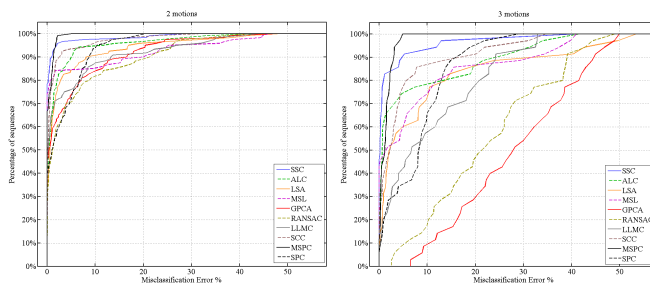 2 motions
100%
90%
80%
70%
60%
50%
40%
30%
20%
10%
0%
Percentage of sequences
0
10
20
30
40
50
Misclassification Error %
SSC
ALC
LSA
MSL
GPCA
RANSAC
LLMC
SCC
MSPC
SPC
3 motions
100%
90%
80%
70%
60%
50%
40%
30%
20%
10%
0%
Percentage of sequences
0
10
20
30
40
50
Misclassification Error %
SSC
ALC
LSA
MSL
GPCA
RANSAC
LLMC
SCC
MSPC
SPC